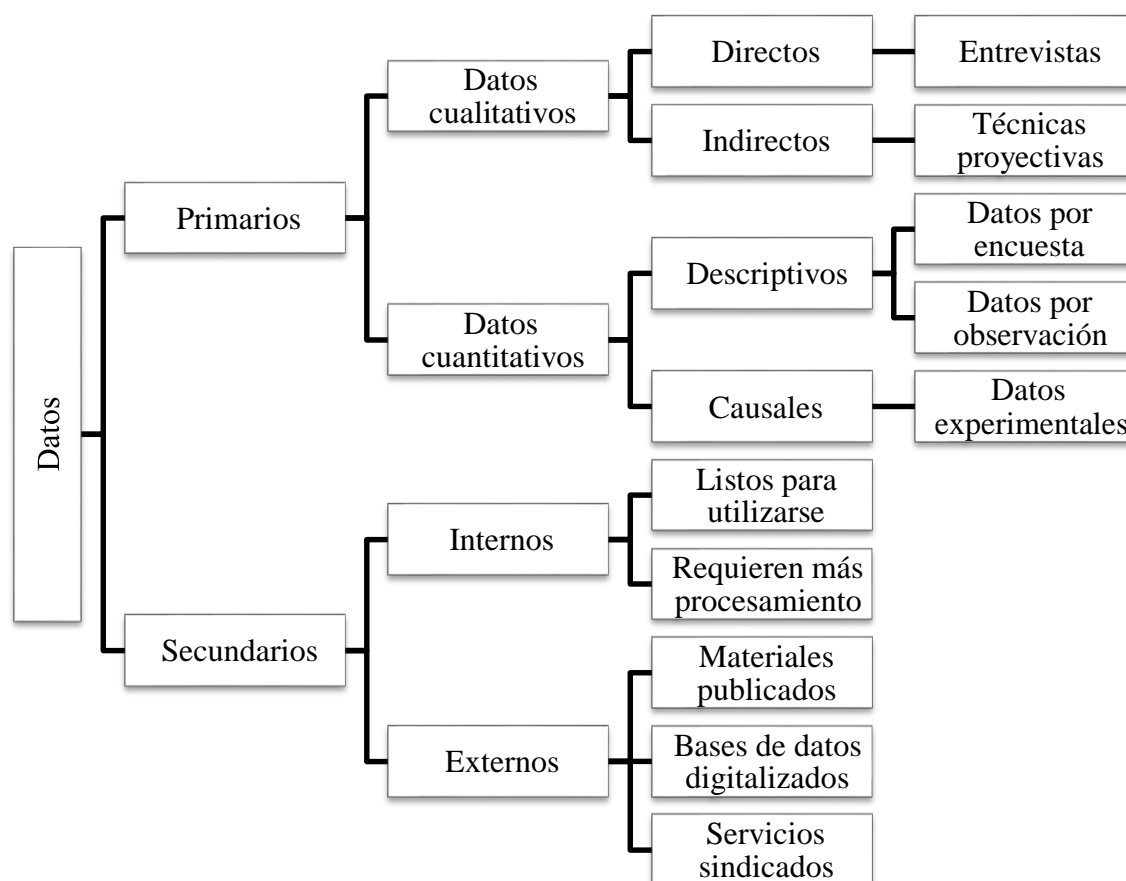 Datos
Primarios
Datos
cualitativos
Directos
Entrevistas
Indirectos
Técnicas
proyectivas
Datos
cuantitativos
Descriptivos
Datos por
encuesta
Datos por
observación
Causales
Datos
experimentales
Secundarios
Internos
Listos para
utilizarse
Requieren más
procesamiento
Externos
Materiales
publicados
Bases de datos
digitalizados
Servicios
sindicados